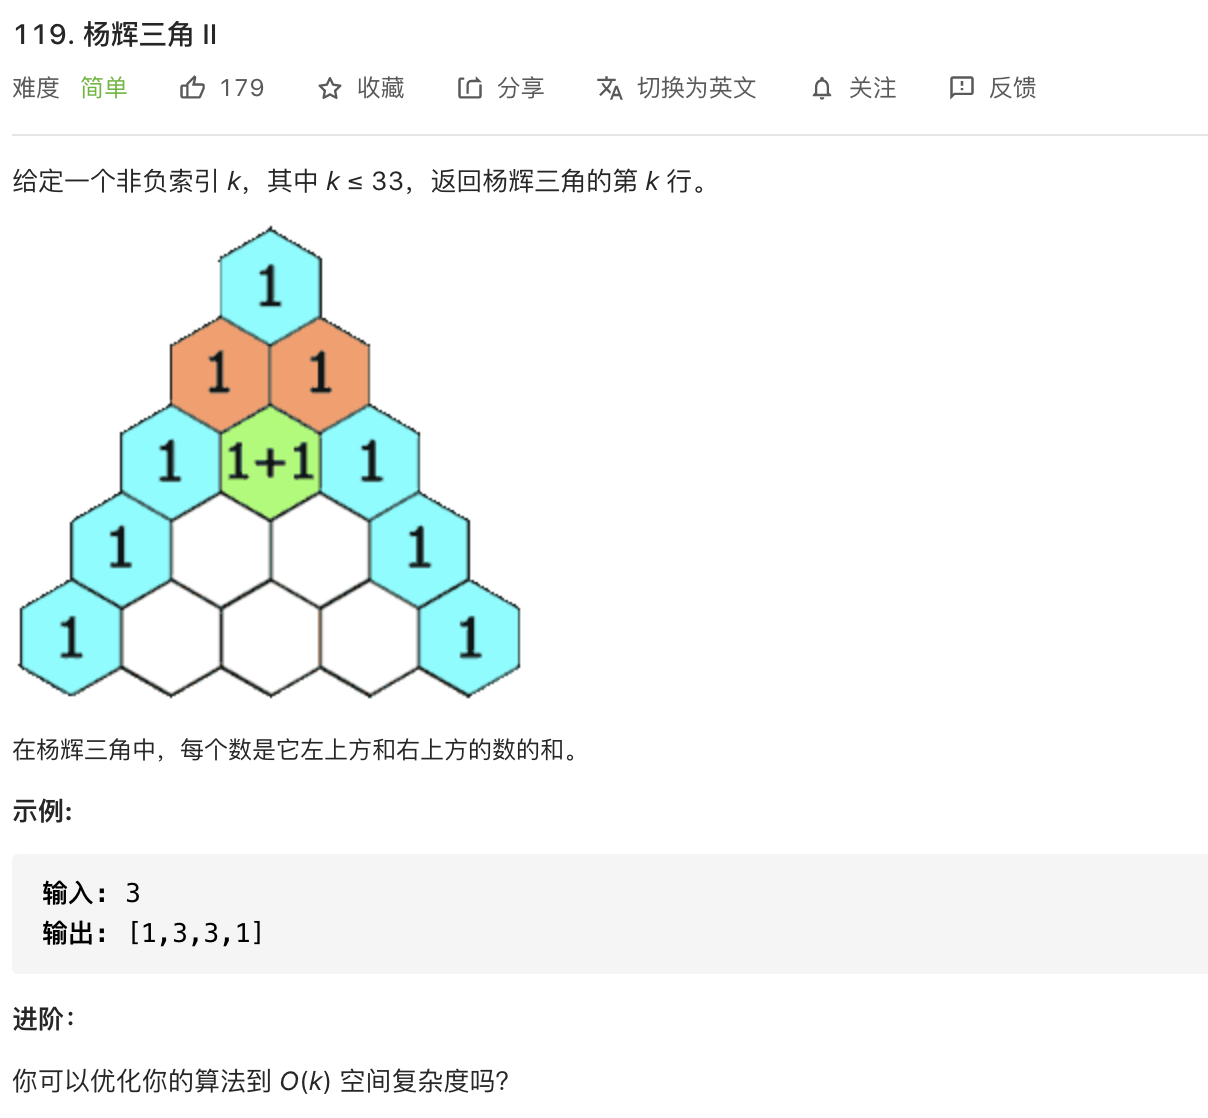 119. 杨辉三角 II
难度 简单 179 收藏 分享 切换为英文 关注 反馈
给定一个非负索引 k，其中 k ≤ 33，返回杨辉三角的第 k 行。
1
1 1
1 1+1 1
1 1
1 1
在杨辉三角中，每个数是它左上方和右上方的数的和。
示例:
输入: 3
输出: [1,3,3,1]
进阶：
你可以优化你的算法到 O(k) 空间复杂度吗？